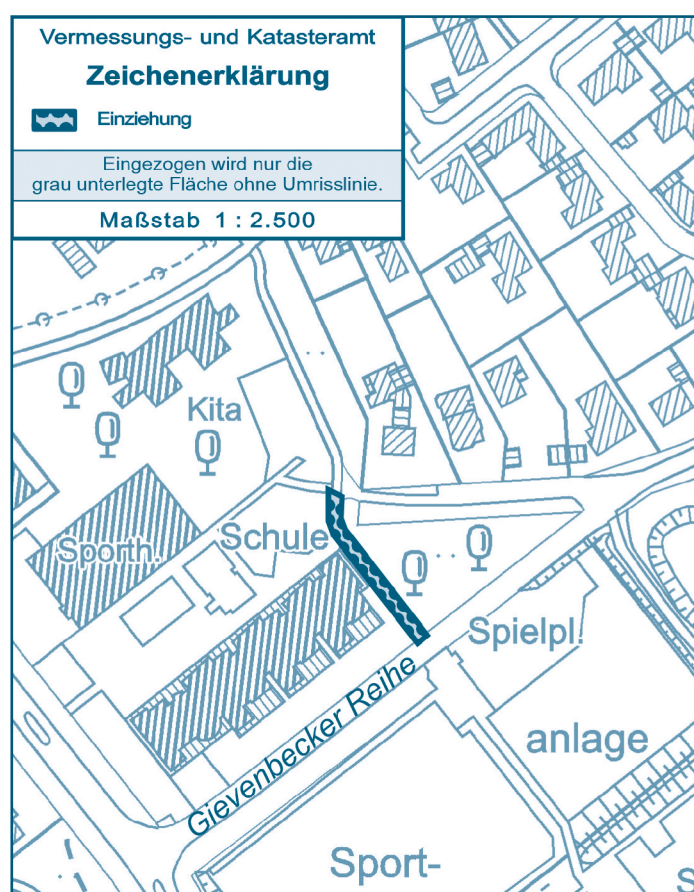 Vermessungs- und Katasteramt
Zeichenerklärung
Einziehung
Eingezogen wird nur die
grau unterlegte Fläche ohne Umrisslinie.
Maßstab 1 : 2.500
Kita
Schule
Sporth.
Spielpl.
Gievenbecker Reihe
anlage
Sport-
S